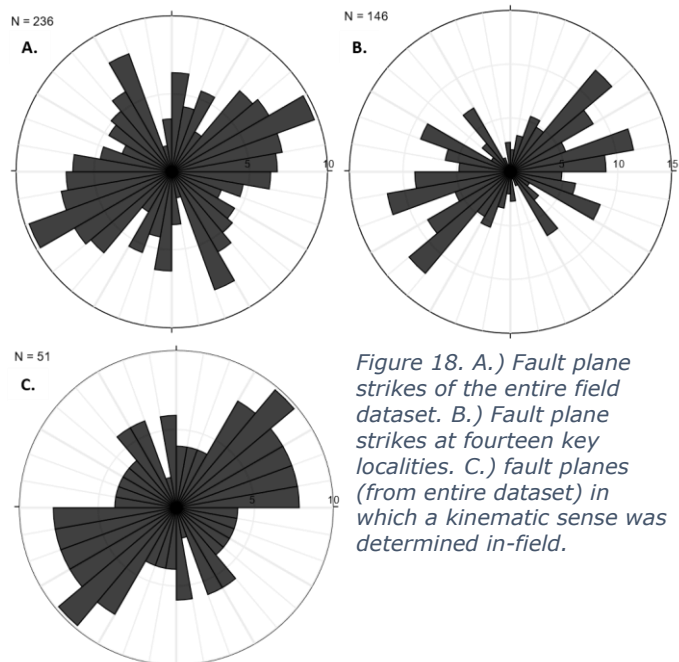 N = 236
A.
5
10
N = 146
B.
5
10
15
N = 51
C.
5
10
Figure 18. A.) Fault plane
strikes of the entire field
dataset. B.) Fault plane
strikes at fourteen key
localities. C.) fault planes
(from entire dataset) in
which a kinematic sense was
determined in-field.